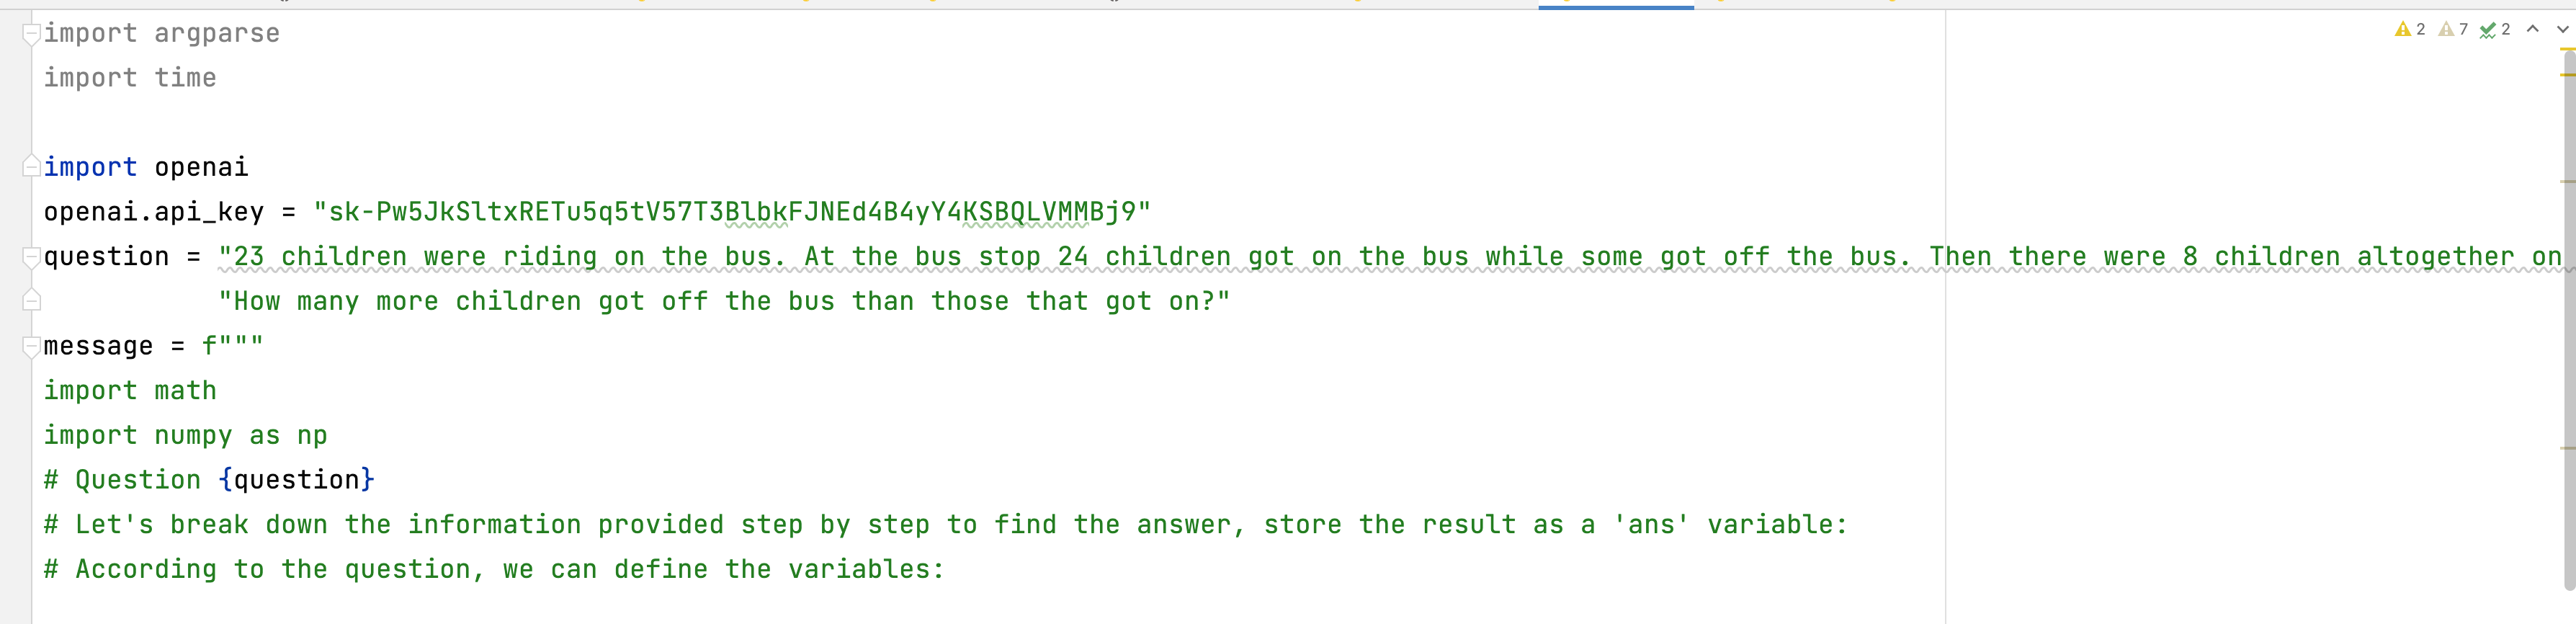 2 7 2
import argparse
import time
import openai
openai.api_key = "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"
question = "23 children were riding on the bus. At the bus stop 24 children got on the bus while some got off the bus. Then there were 8 children altogether on
"How many more children got off the bus than those that got on?"
message = f"""
import math
import numpy as np
# Question {question}
# Let's break down the information provided step by step to find the answer, store the result as a 'ans' variable:
# According to the question, we can define the variables: